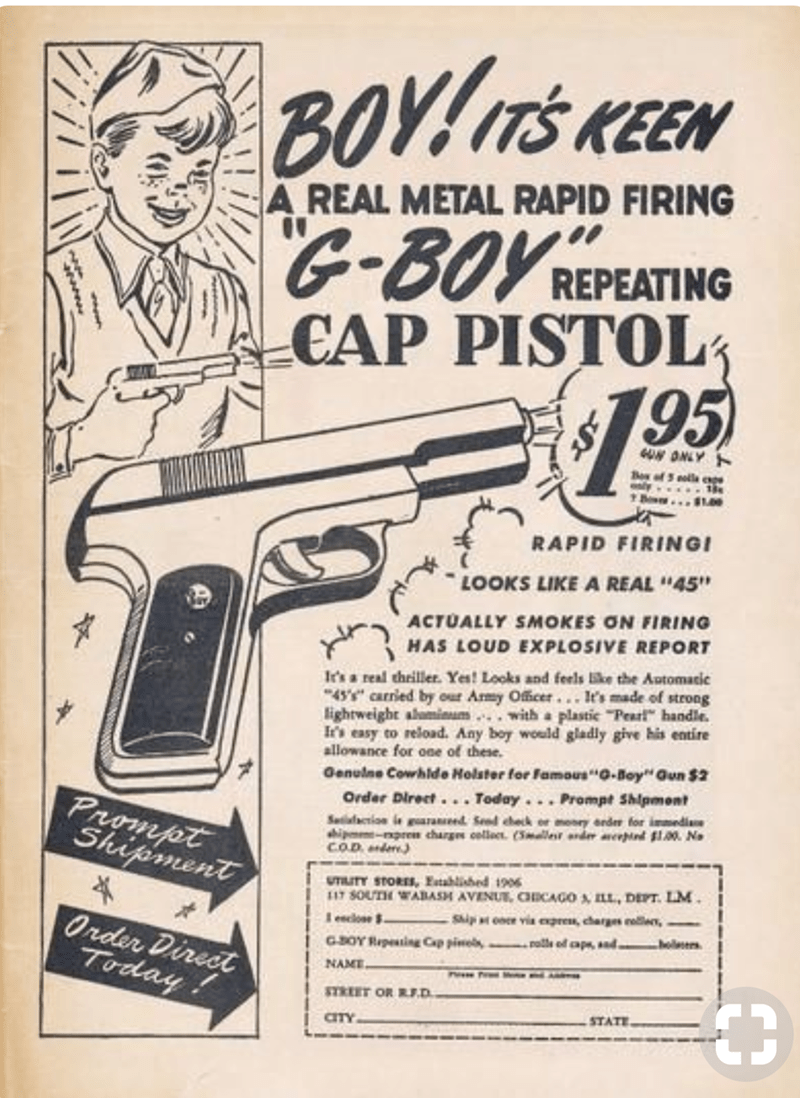 BOY! IT'S KEEN
A REAL METAL RAPID FIRING
"G-BOY" REPEATING
CAP PISTOL
$1.95
GUN ONLY
Box of 5 rolls caps
only . . . . . 15c
7 Boxes . . . $1.00
RAPID FIRING!
LOOKS LIKE A REAL "45"
ACTUALLY SMOKES ON FIRING
HAS LOUD EXPLOSIVE REPORT
It's a real thriller. Yes! Looks and feels like the Automatic
"45's" carried by our Army Officer . . . It's made of strong
lightweight aluminum . . . with a plastic "Pearl" handle.
It's easy to reload. Any boy would gladly give his entire
allowance for one of these.
Genuine Cowhide Holster for Famous "G-Boy" Gun $2
Order Direct . . . Today . . . Prompt Shipment
Satisfaction is guaranteed. Send check or money order for immediate
shipment—express charges collect. (Smallest order accepted $1.00. No
C.O.D. orders.)
Prompt
Shipment
Order Direct
Today!
UTILITY STORES, Established 1906
117 SOUTH WABASH AVENUE, CHICAGO 3, ILL., DEPT. LM .
I enclose $ Ship at once via express, charges collect,
G-BOY Repeating Cap pistols, rolls of caps, and holsters.
NAME
Please Print Name and Address
STREET OR R.F.D.
CITY STATE